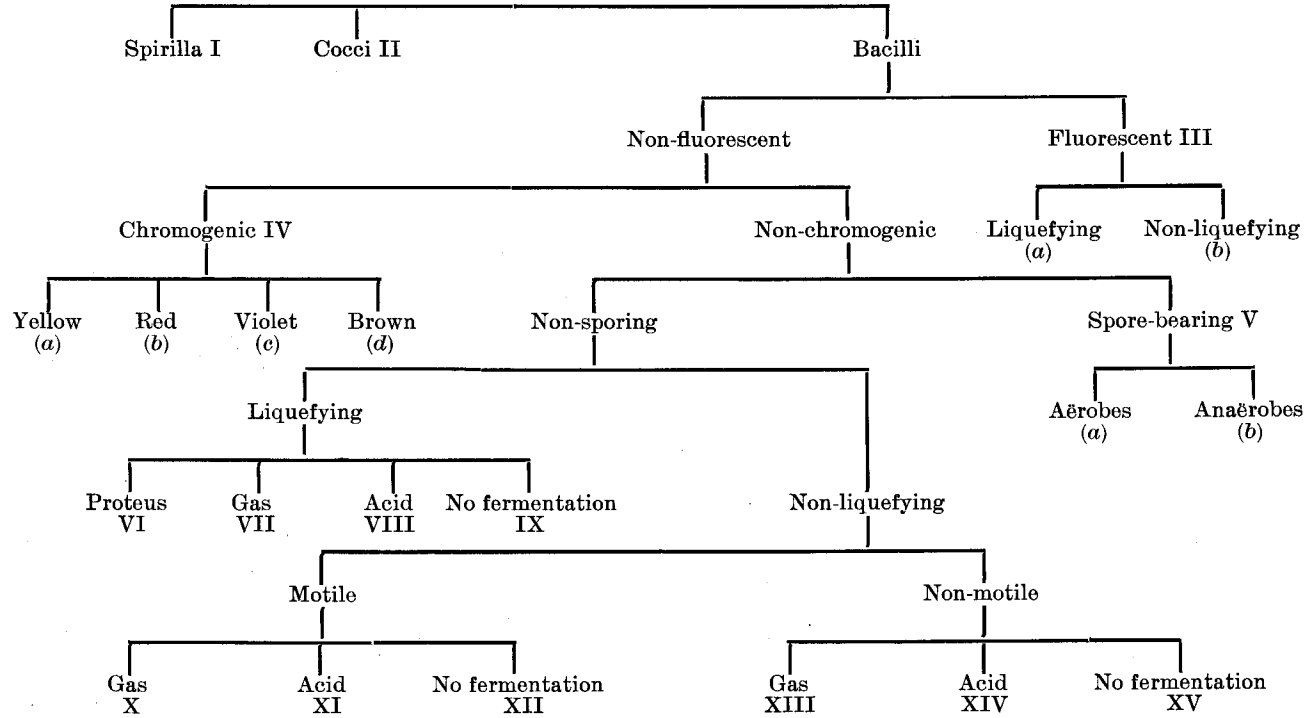 Spirilla I Cocci II Bacilli
Non-fluorescent Fluorescent III
Chromogenic IV Non-chromogenic Liquefying Non-liquefying
(a) (b)
Yellow Red Violet Brown Non-sporing Spore-bearing V
(a) (b) (c) (d)
Liquefying Aërobes Anaërobes
(a) (b)
Proteus Gas Acid No fermentation Non-liquefying
VI VII VIII IX
Motile Non-motile
Gas Acid No fermentation Gas Acid No fermentation
X XI XII XIII XIV XV